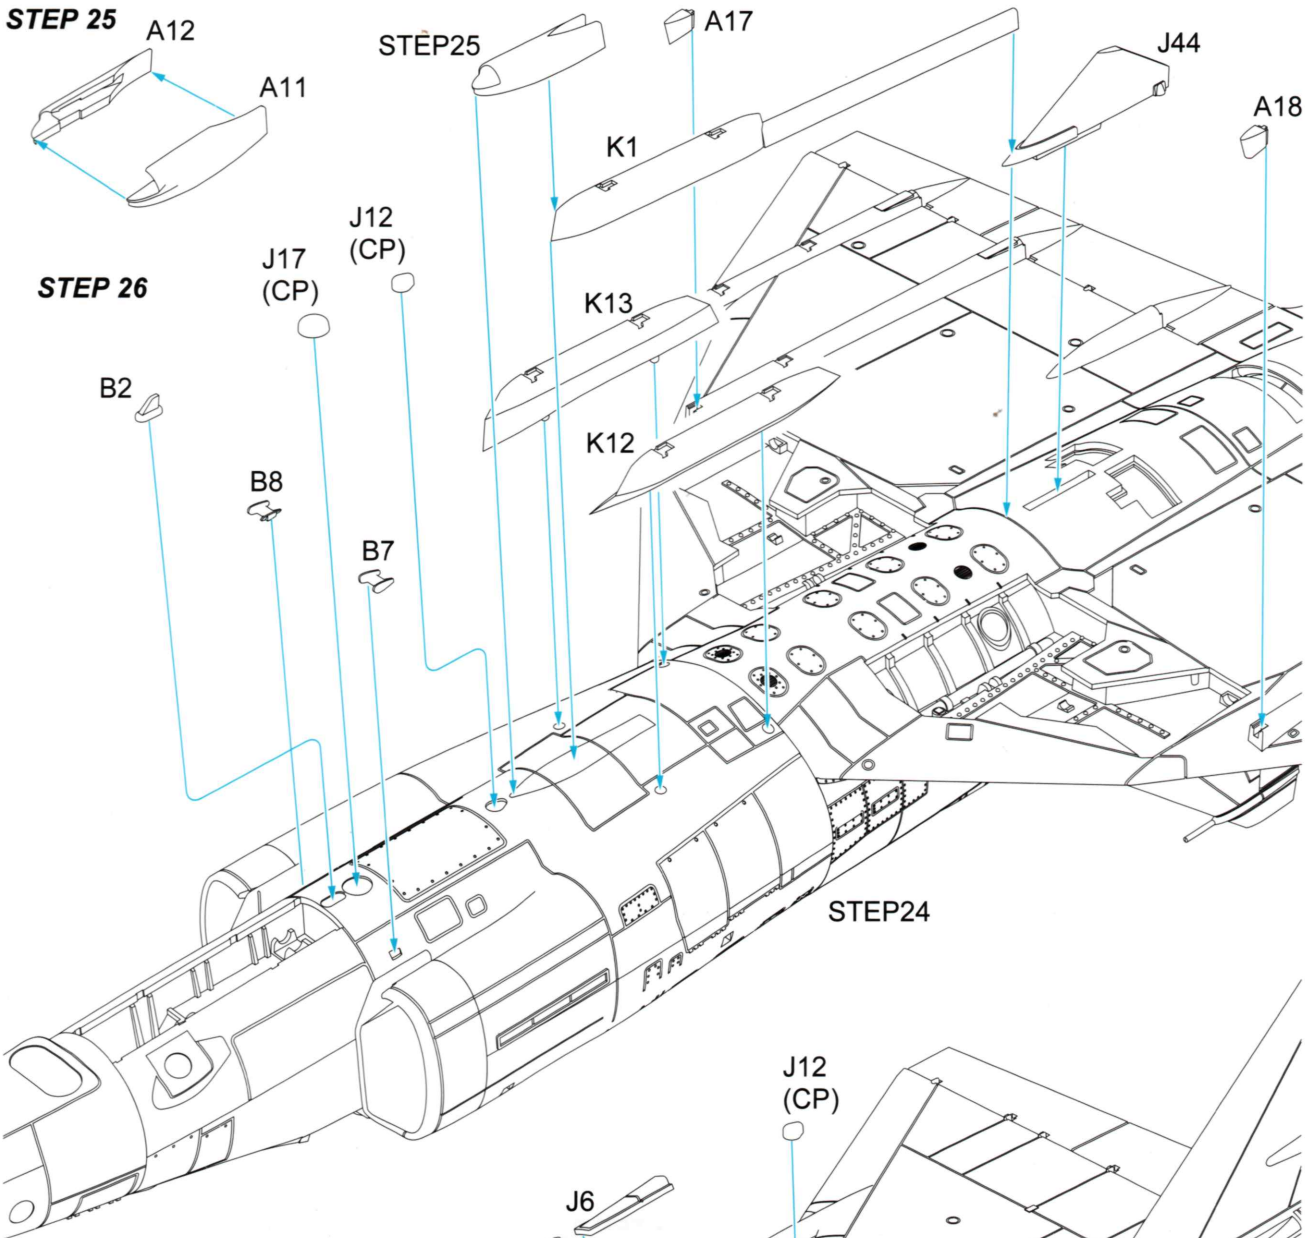 STEP 25
A12
A11
STEP25
A17
K1
J44
A18
STEP 26
J17
(CP)
J12
(CP)
B2
B8
B7
K13
K12
STEP24
J12
(CP)
J6